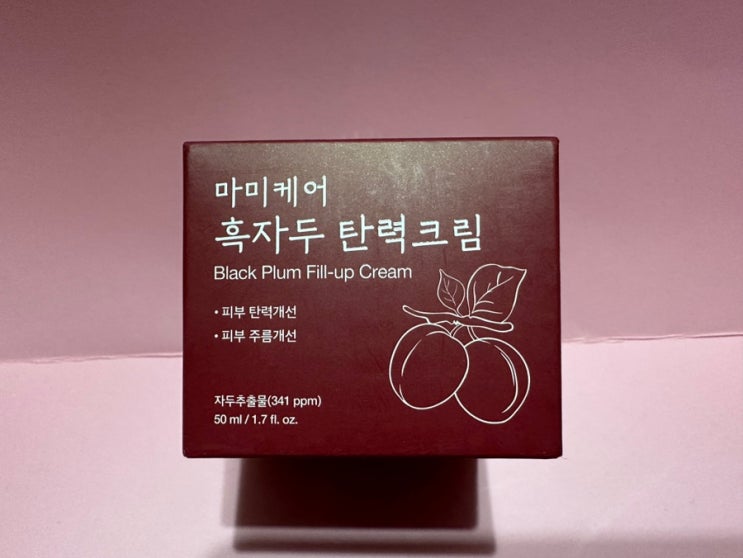 마미케어
흑자두 탄력크림
Black Plum Fill-up Cream
• 피부 탄력개선
• 피부 주름개선
자두추출물(341 ppm)
50 ml / 1.7 fl. oz.